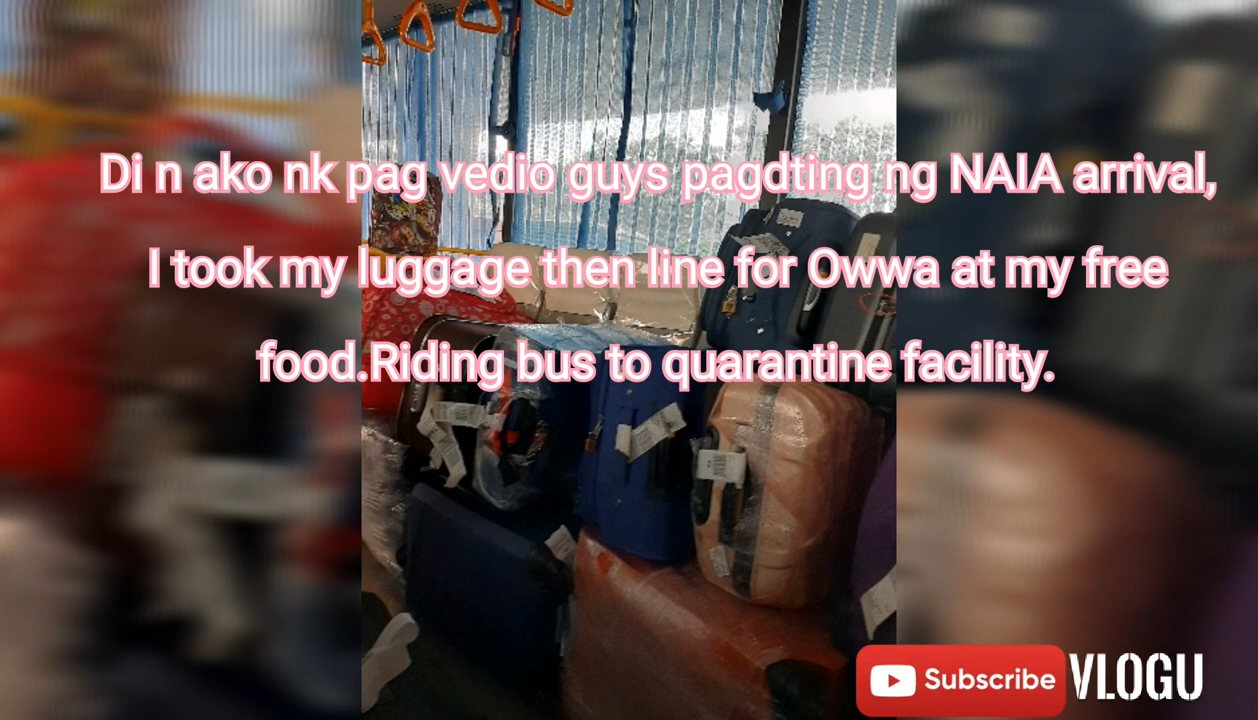 Di n ako nk pag vedio guys pagdting ng NAIA arrival,
I took my luggage then line for Owwa at my free
food.Riding bus to quarantine facility.
Subscribe VLOGU